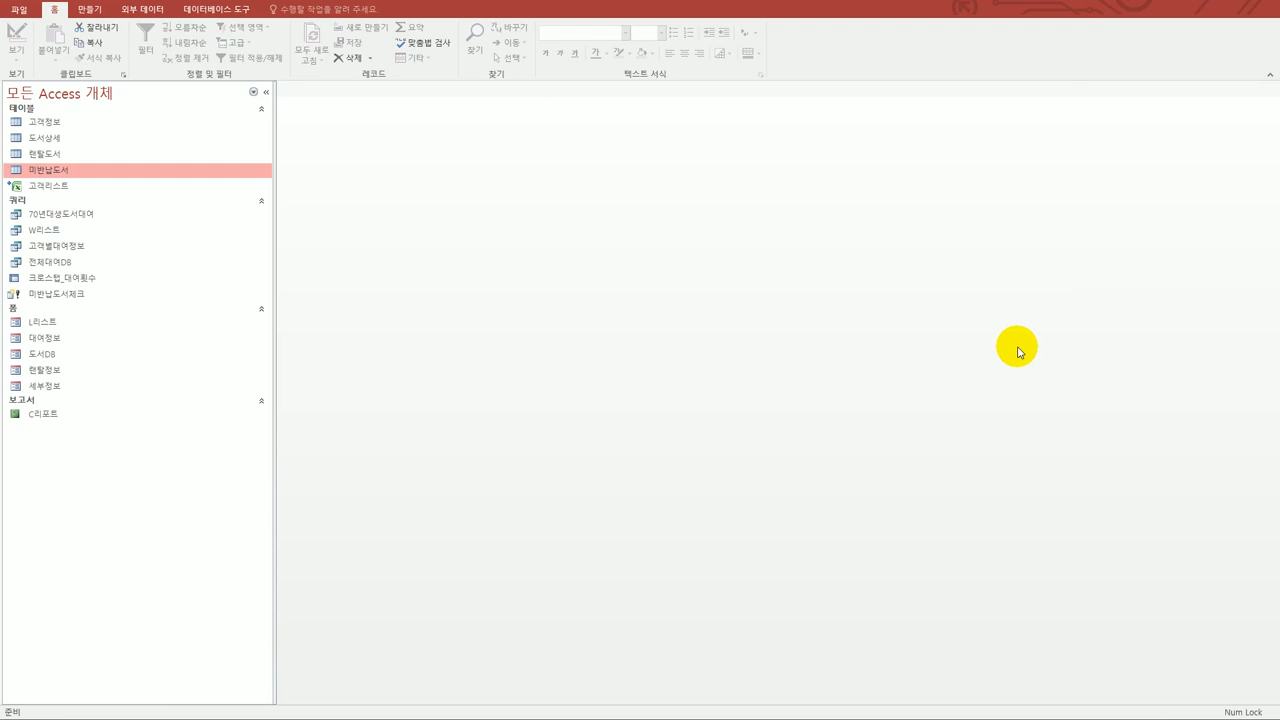 파일 홈 만들기 외부 데이터 데이터베이스 도구 수행할 작업을 알려 주세요.
보기
보기
붙여넣기
잘라내기
복사
서식 복사
클립보드
필터
오름차순
내림차순
정렬 제거
선택 영역
고급
필터 적용/해제
정렬 및 필터
모두 새로 고침
새로 만들기
저장
삭제
요약
맞춤법 검사
기타
레코드
찾기
바꾸기
이동
선택
찾기
가 가 가 가
텍스트 서식
모든 Access 개체
테이블
고객정보
도서상세
랜탈도서
미반납도서
고객리스트
쿼리
70년대생도서대여
W리스트
고객별대여정보
전체대여DB
크로스탭_대여횟수
미반납도서체크
폼
L리스트
대여정보
도서DB
랜탈정보
세부정보
보고서
C리포트
준비
Num Lock